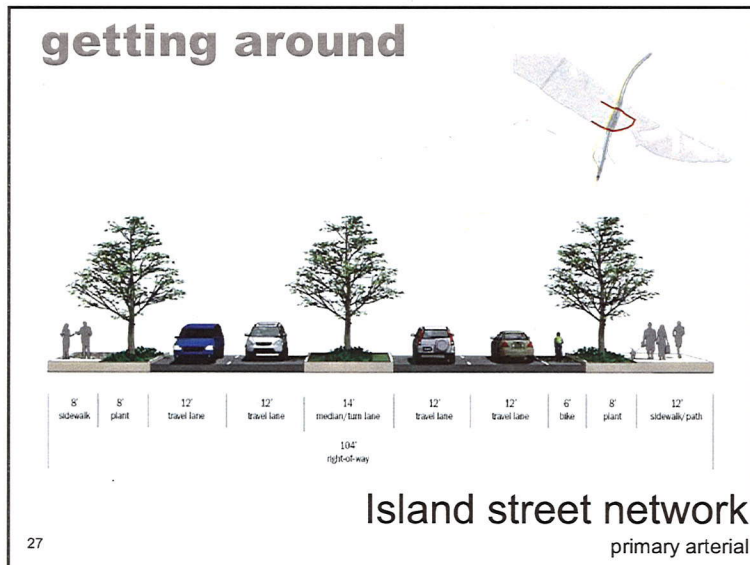 getting around
8' 8' 12' 12' 14' 12' 12' 6' 8' 12'
sidewalk plant travel lane travel lane median/turn lane travel lane travel lane bike plant sidewalk/path
104'
right-of-way
Island street network
27 primary arterial